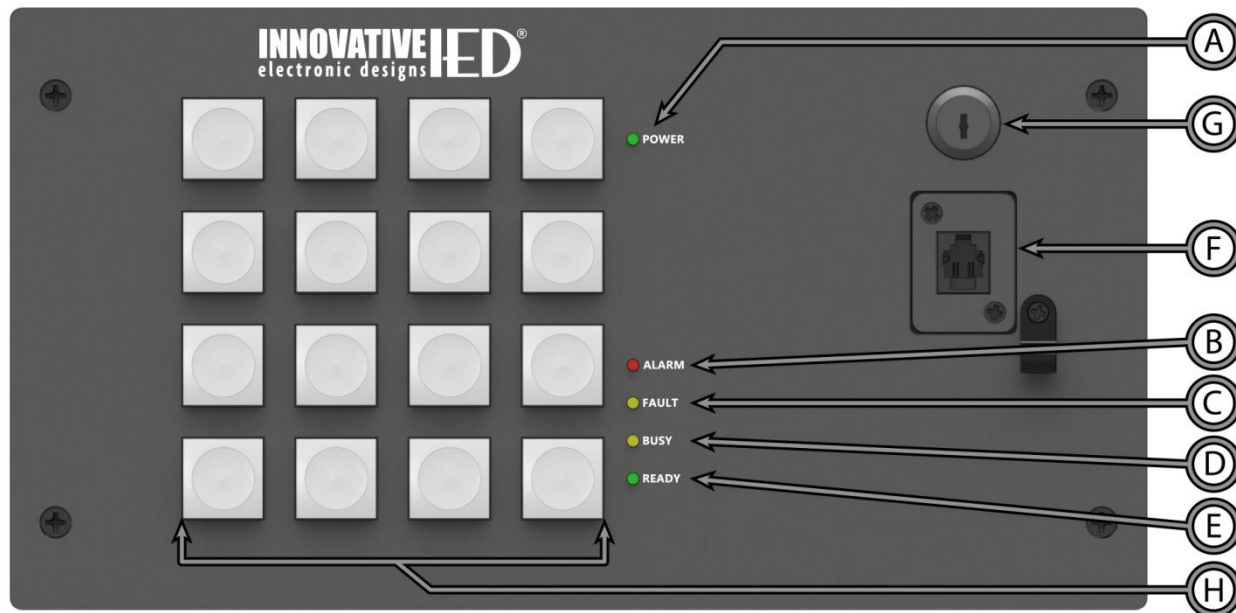 INNOVATIVE IED®
electronic designs
A
POWER
G
F
B
ALARM
C
FAULT
BUSY
D
READY
E
H